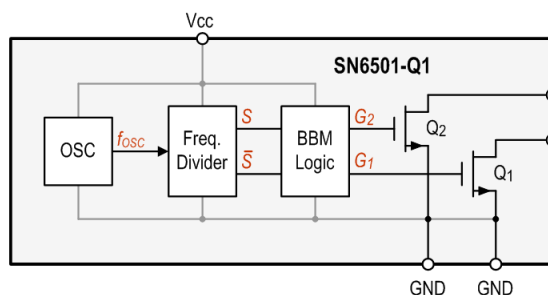 Vcc
SN6501-Q1
OSC
fOSC
Freq.
Divider
S
S̅
BBM
Logic
G2
G1
Q2
Q1
GND
GND